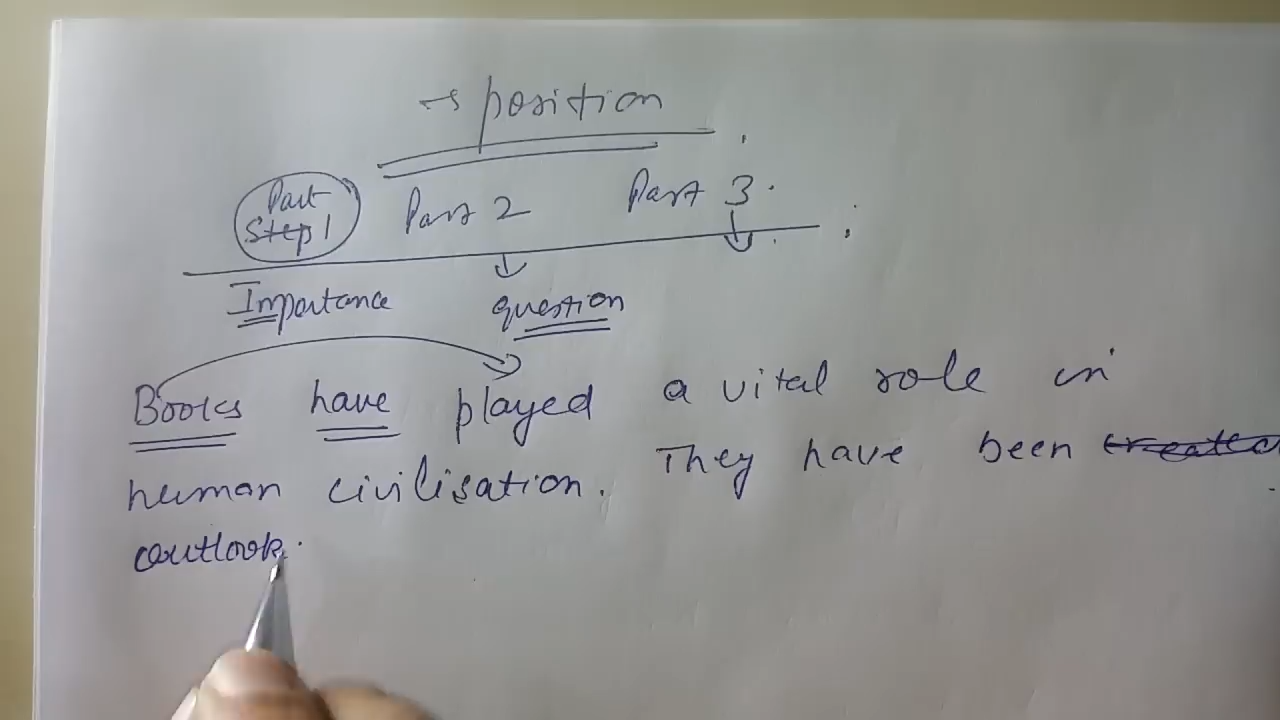 → position
Part
Step 1 Part 2 Part 3.
Importance question
Books have played a vital role in
human civilisation. They have been
outlook.